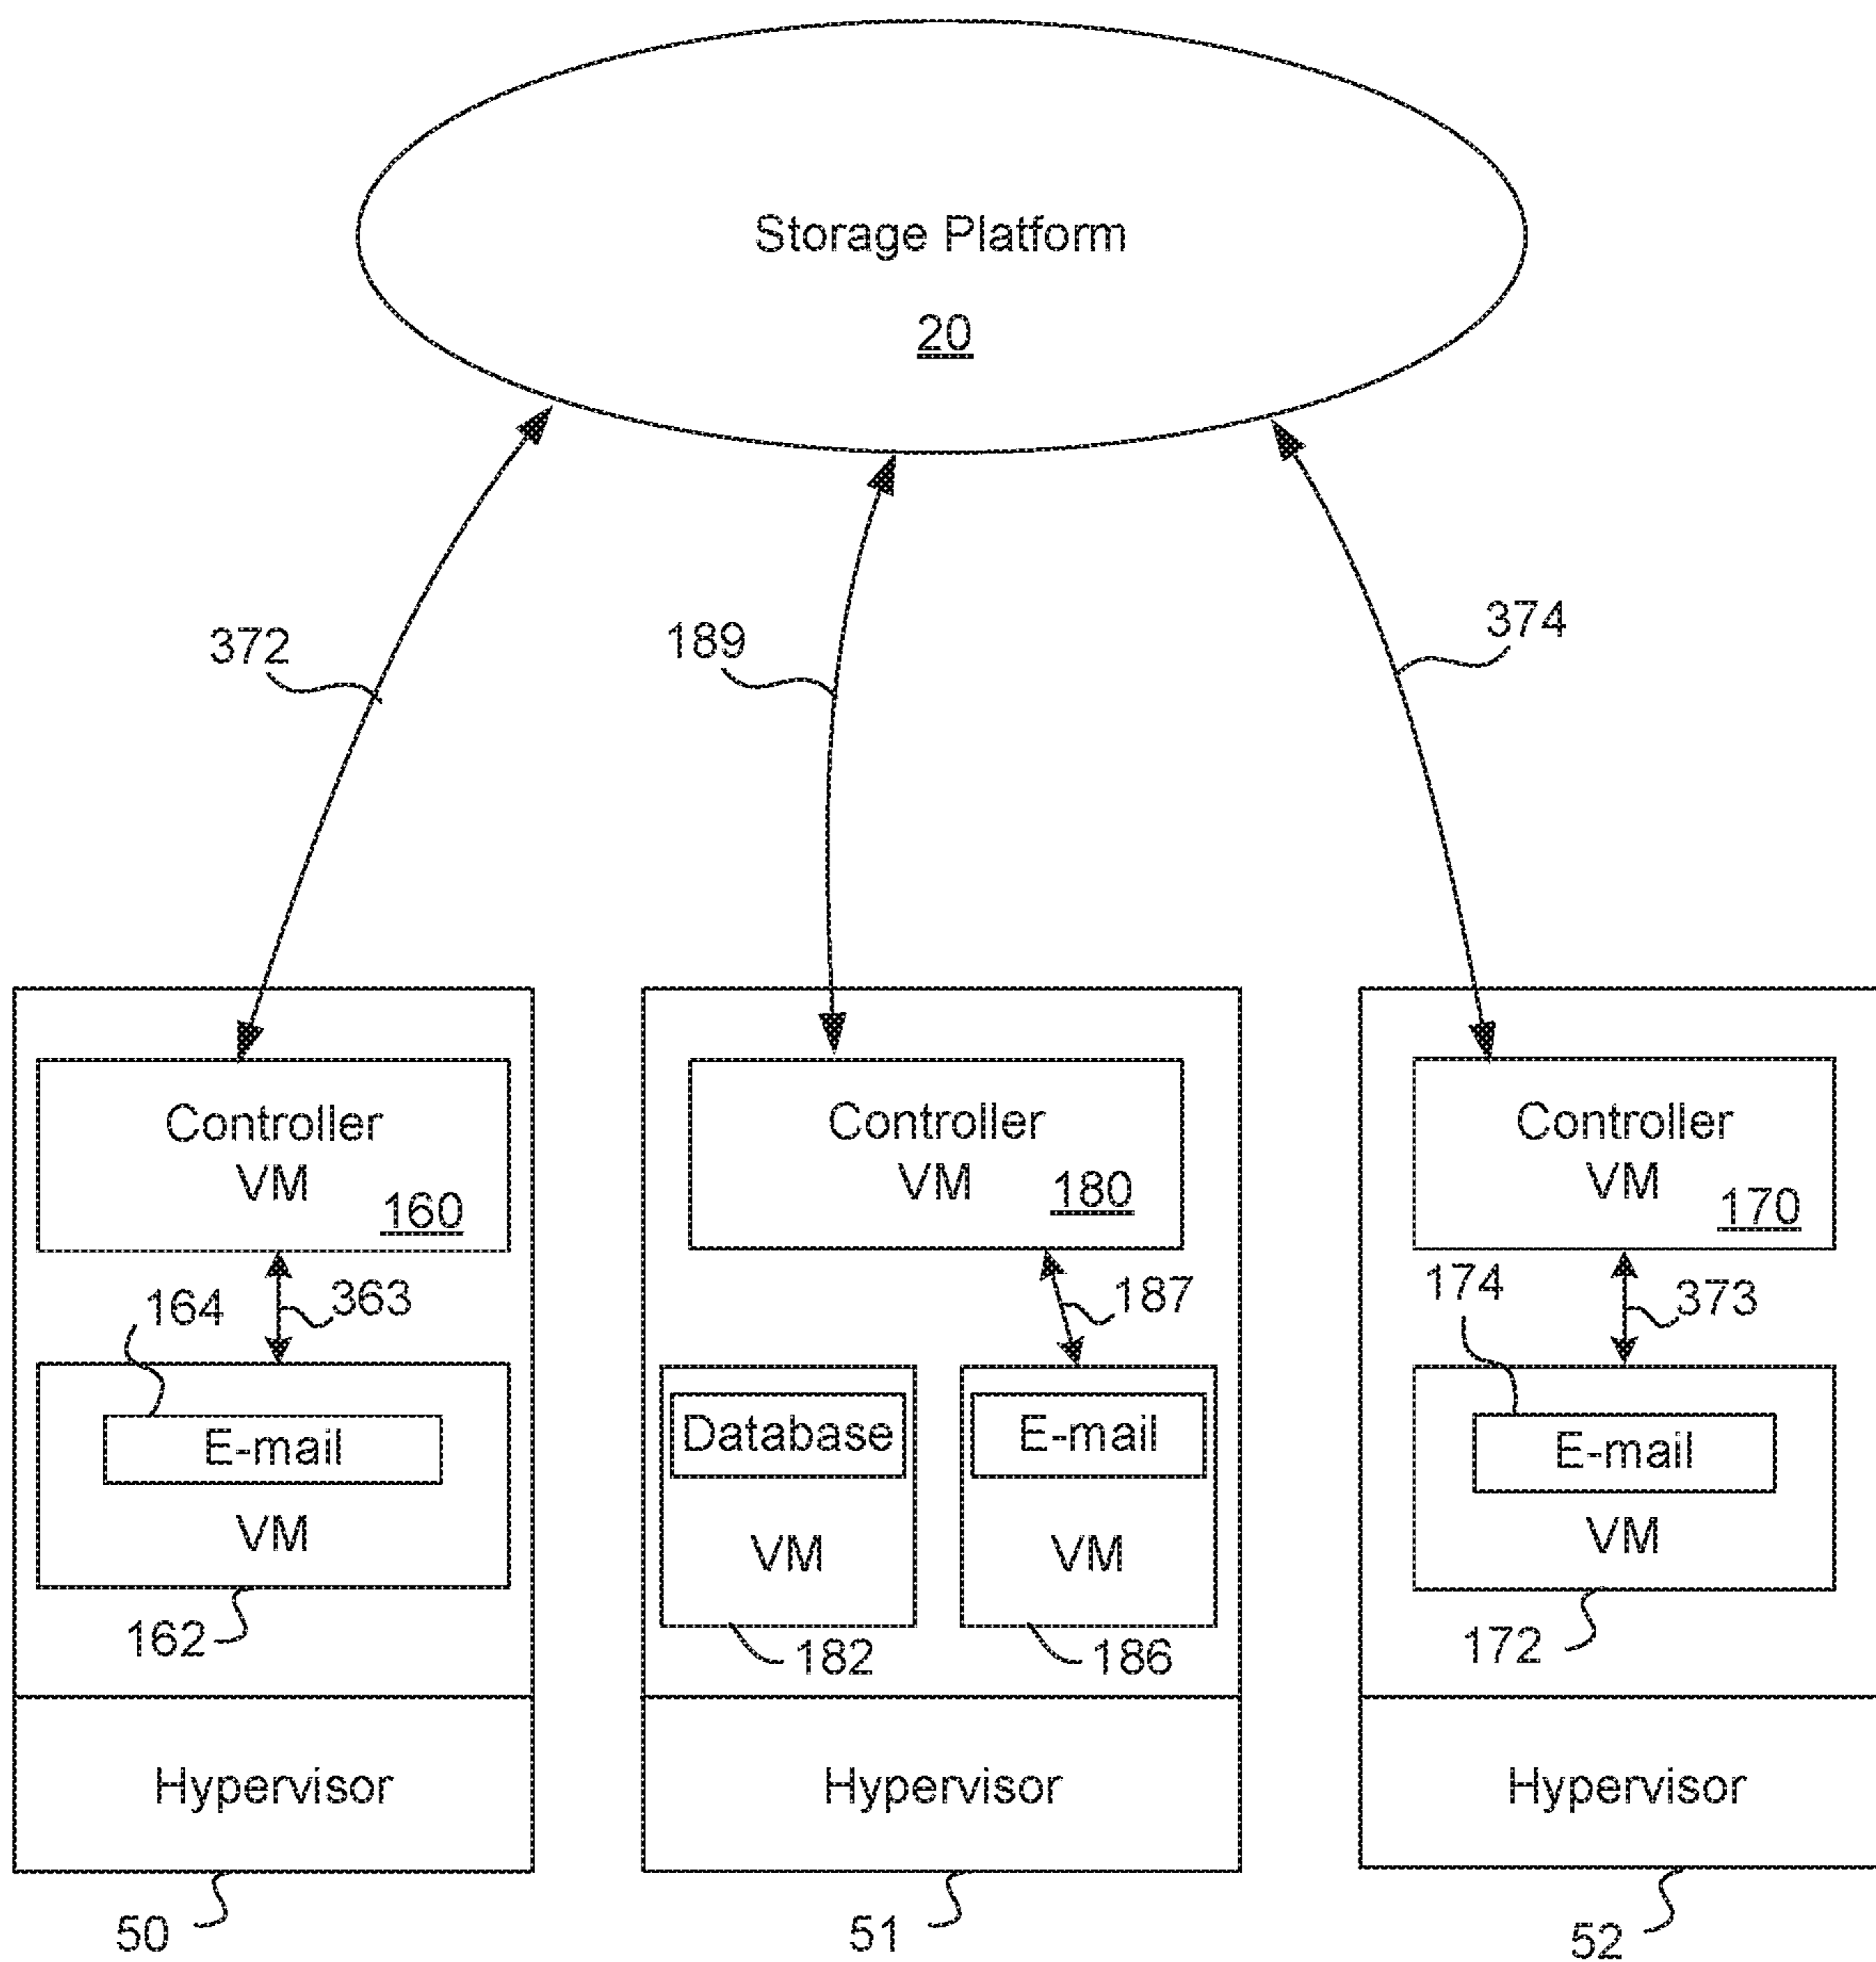 Storage Platform
20
372
189
374
Controller
VM
160
Controller
VM
180
Controller
VM
170
164
363
187
174
373
E-mail
VM
Database
VM
E-mail
VM
E-mail
VM
162
182
186
172
Hypervisor
Hypervisor
Hypervisor
50
51
52